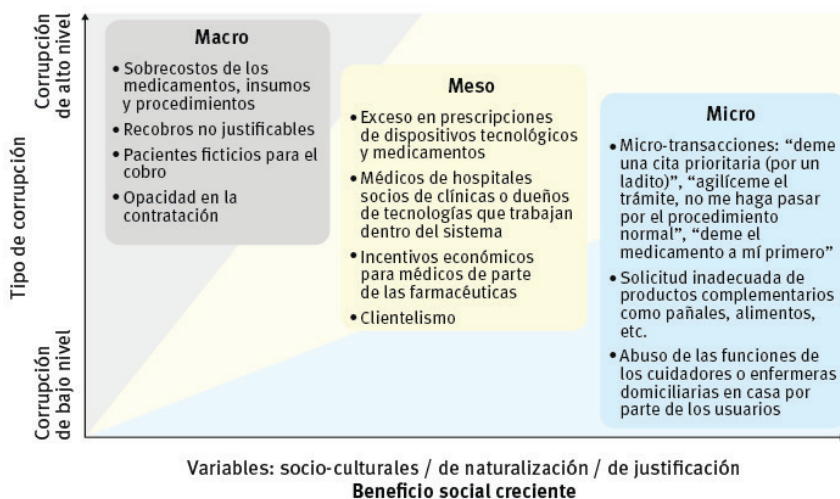 Tipo de corrupción
Corrupción
de alto nivel
Corrupción
de bajo nivel
Macro
• Sobrecostos de los
medicamentos, insumos
y procedimientos
• Recobros no justificables
• Pacientes ficticios para el
cobro
• Opacidad en la
contratación
Meso
• Exceso en prescripciones
de dispositivos tecnológicos
y medicamentos
• Médicos de hospitales
socios de clínicas o dueños
de tecnologías que trabajan
dentro del sistema
• Incentivos económicos
para médicos de parte
de las farmacéuticas
• Clientelismo
Micro
• Micro-transacciones: “deme
una cita prioritaria (por un
ladito)”, “agilíceme el
trámite, no me haga pasar
por el procedimiento
normal”, “deme el
medicamento a mí primero”
• Solicitud inadecuada de
productos complementarios
como pañales, alimentos,
etc.
• Abuso de las funciones de
los cuidadores o enfermeras
domiciliarias en casa por
parte de los usuarios
Variables: socio-culturales / de naturalización / de justificación
Beneficio social creciente